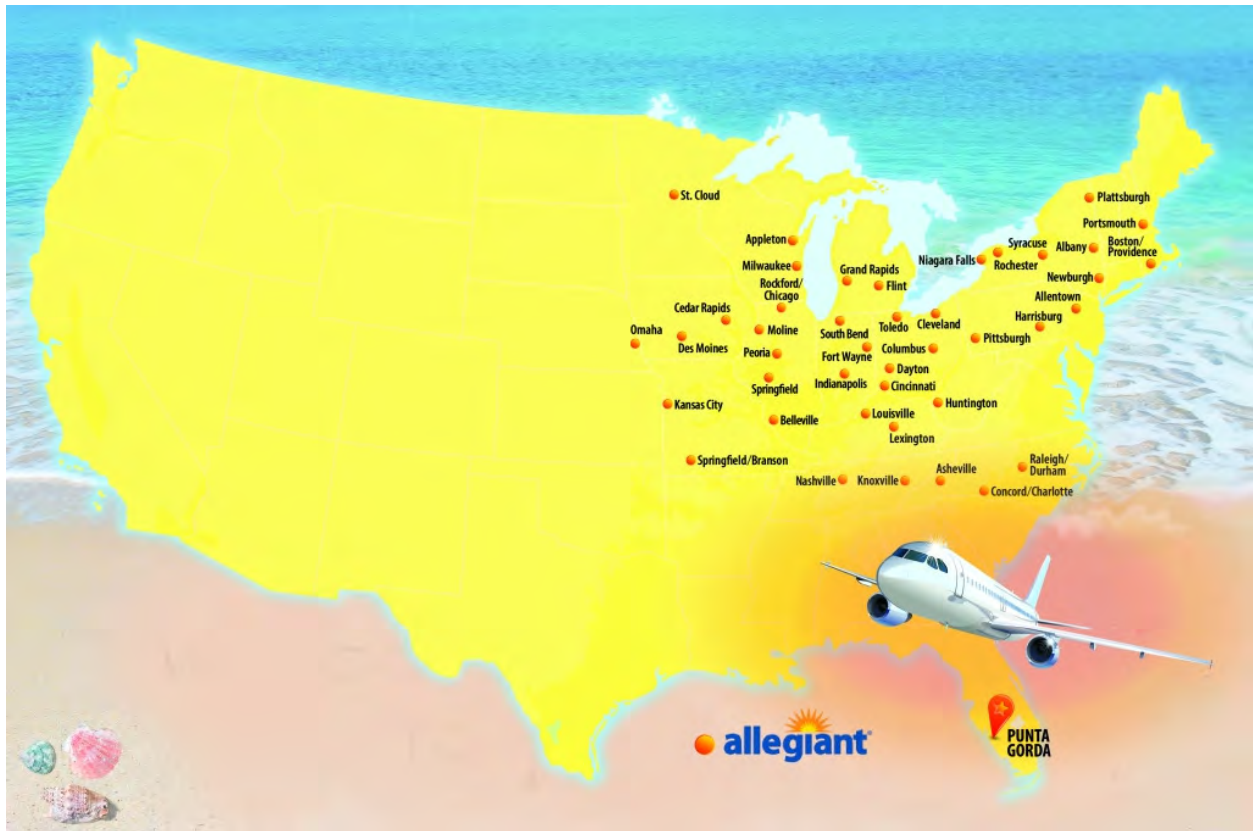 St. Cloud
Plattsburgh
Portsmouth
Appleton
Syracuse
Albany
Boston/
Providence
Niagara Falls
Rochester
Milwaukee
Grand Rapids
Flint
Newburgh
Rockford/
Chicago
Allentown
Cedar Rapids
Harrisburg
Omaha
Des Moines
Moline
South Bend
Toledo
Cleveland
Pittsburgh
Peoria
Fort Wayne
Columbus
Dayton
Springfield
Indianapolis
Cincinnati
Kansas City
Huntington
Belleville
Louisville
Lexington
Springfield/Branson
Nashville
Knoxville
Asheville
Raleigh/
Durham
Concord/Charlotte
allegiant®
PUNTA
GORDA